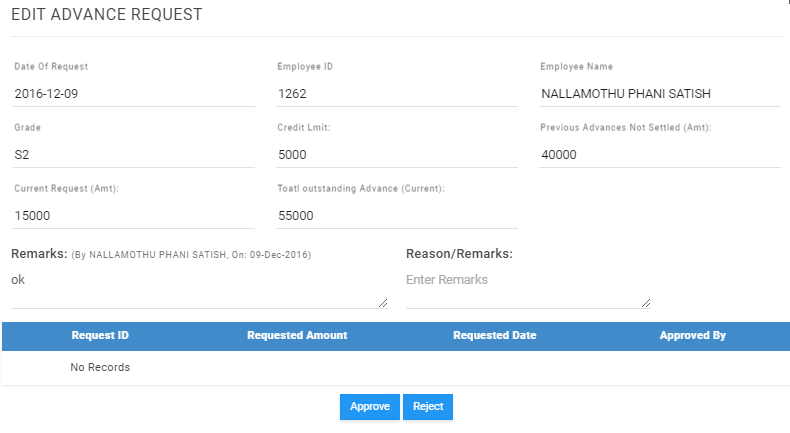 EDIT ADVANCE REQUEST
Date Of Request Employee ID Employee Name
2016-12-09 1262 NALLAMOTHU PHANI SATISH
Grade Credit Lmit: Previous Advances Not Settled (Amt):
S2 5000 40000
Current Request (Amt): Toatl outstanding Advance (Current):
15000 55000
Remarks: (By NALLAMOTHU PHANI SATISH, On: 09-Dec-2016) Reason/Remarks:
ok Enter Remarks
Request ID Requested Amount Requested Date Approved By
No Records
Approve Reject